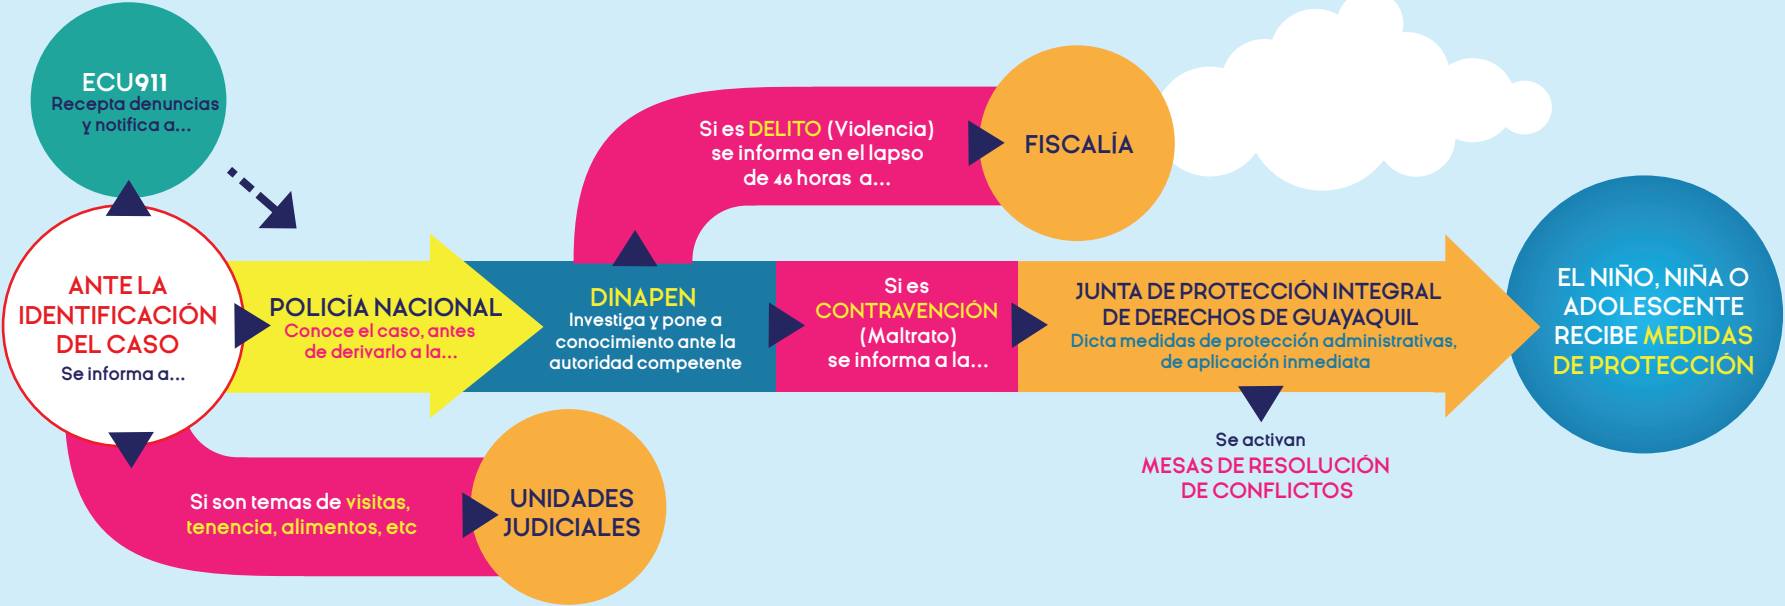 ECU911
Recepta denuncias
y notifica a...
ANTE LA
IDENTIFICACIÓN
DEL CASO
Se informa a...
POLICÍA NACIONAL
Conoce el caso, antes
de derivarlo a la...
DINAPEN
Investiga y pone a
conocimiento ante la
autoridad competente
Si es DELITO (Violencia)
se informa en el lapso
de 48 horas a...
FISCALÍA
Si es
CONTRAVENCIÓN
(Maltrato)
se informa a la...
JUNTA DE PROTECCIÓN INTEGRAL
DE DERECHOS DE GUAYAQUIL
Dicta medidas de protección administrativas,
de aplicación inmediata
Se activan
MESAS DE RESOLUCIÓN
DE CONFLICTOS
EL NIÑO, NIÑA O
ADOLESCENTE
RECIBE MEDIDAS
DE PROTECCIÓN
Si son temas de visitas,
tenencia, alimentos, etc
UNIDADES
JUDICIALES